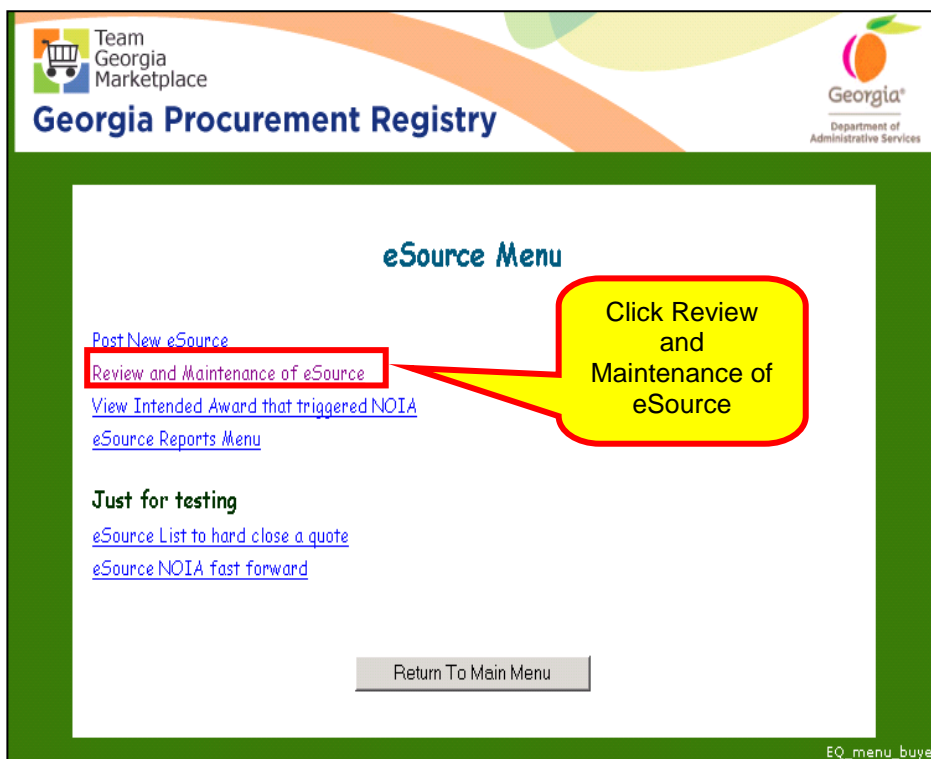 Team
Georgia
Marketplace
Georgia Procurement Registry
Georgia®
Department of
Administrative Services
eSource Menu
Post New eSource
Review and Maintenance of eSource
View Intended Award that triggered NOIA
eSource Reports Menu
Click Review
and
Maintenance of
eSource
Just for testing
eSource List to hard close a quote
eSource NOIA fast forward
Return To Main Menu
EQ_menu_buye